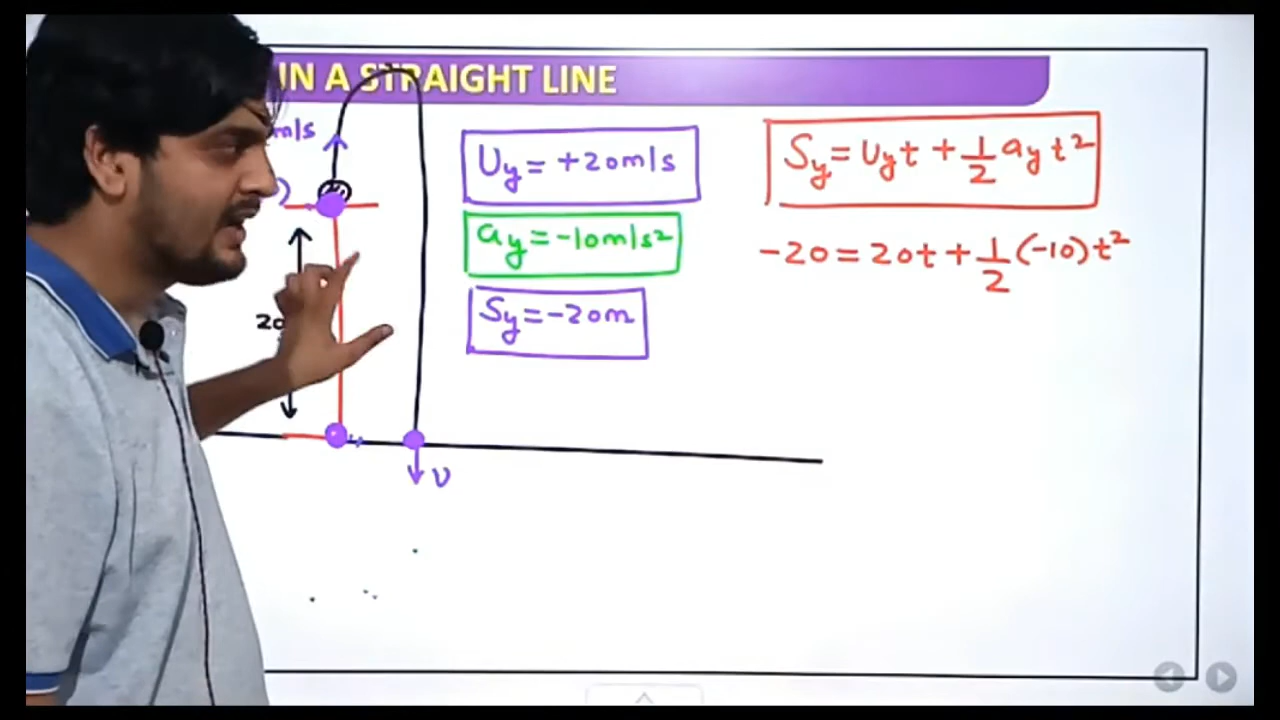 IN A STRAIGHT LINE
m/s
Uy = +20m/s
ay = -10m/s²
Sy = -20m
20
υ
Sy = Uyt + 1/2 ayt²
-20 = 20t + 1/2 (-10)t²